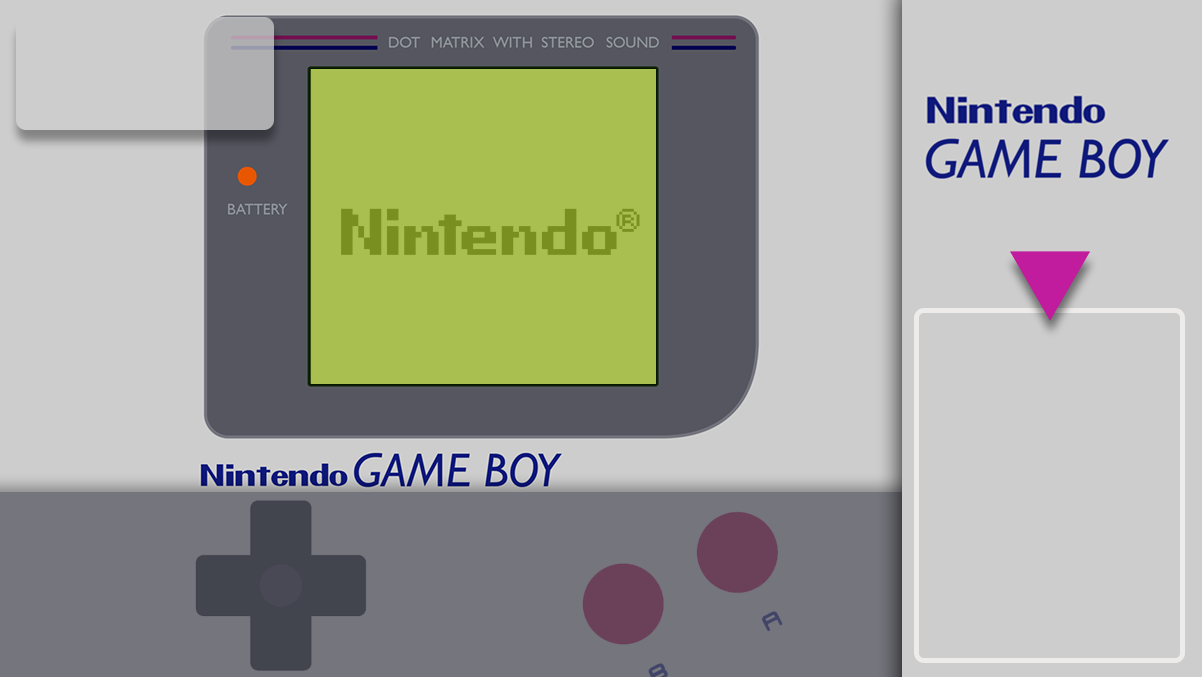 DOT MATRIX WITH STEREO SOUND
BATTERY
Nintendo®
Nintendo GAME BOY
A
B
Nintendo
GAME BOY